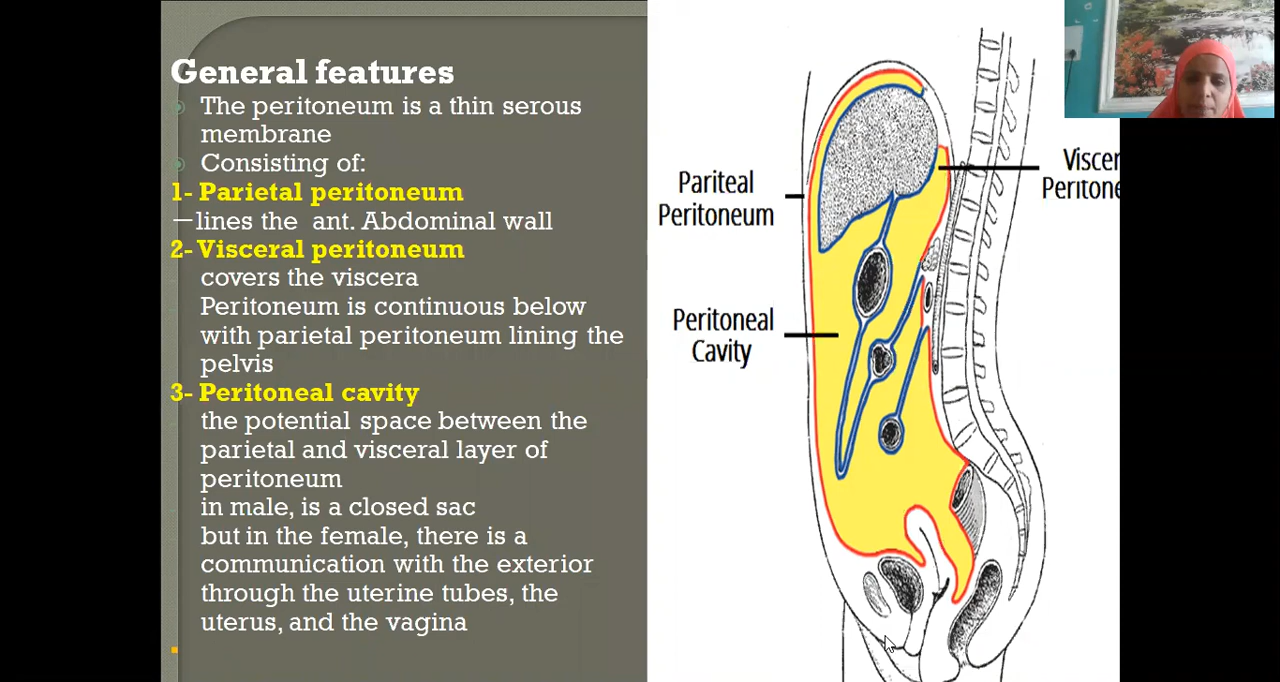 General features
The peritoneum is a thin serous
membrane
Consisting of:
1- Parietal peritoneum
—lines the ant. Abdominal wall
2- Visceral peritoneum
covers the viscera
Peritoneum is continuous below
with parietal peritoneum lining the
pelvis
3- Peritoneal cavity
the potential space between the
parietal and visceral layer of
peritoneum
in male, is a closed sac
but in the female, there is a
communication with the exterior
through the uterine tubes, the
uterus, and the vagina
Pariteal
Peritoneum
Peritoneal
Cavity
Viscer
Peritone